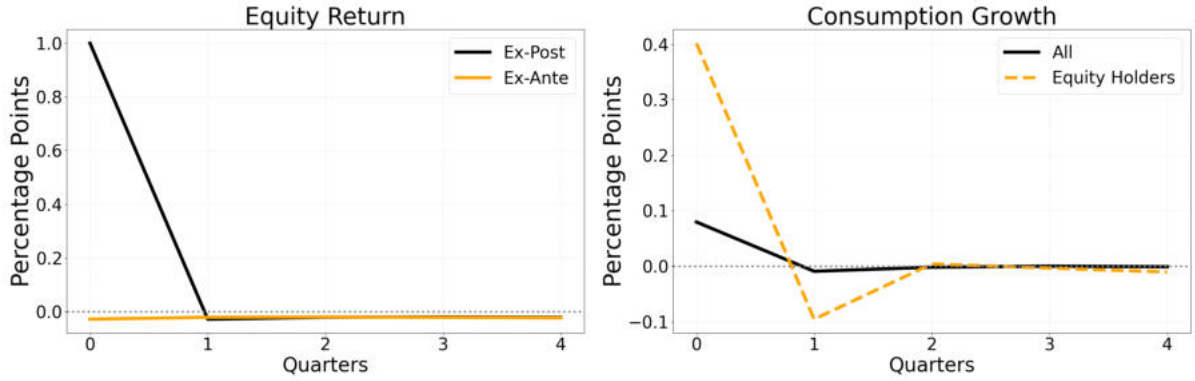 Equity Return
Percentage Points
1.0
0.8
0.6
0.4
0.2
0.0
Ex-Post
Ex-Ante
0 1 2 3 4
Quarters
Consumption Growth
Percentage Points
0.4
0.3
0.2
0.1
0.0
−0.1
All
Equity Holders
0 1 2 3 4
Quarters